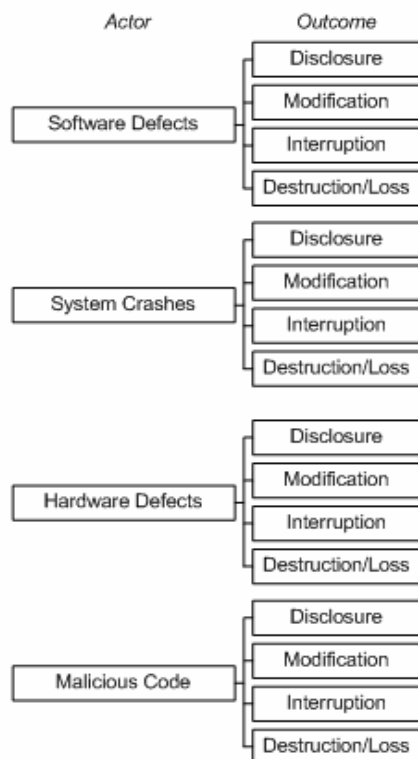 Actor Outcome
Disclosure
Modification
Software Defects
Interruption
Destruction/Loss
Disclosure
Modification
System Crashes
Interruption
Destruction/Loss
Disclosure
Modification
Hardware Defects
Interruption
Destruction/Loss
Disclosure
Modification
Malicious Code
Interruption
Destruction/Loss